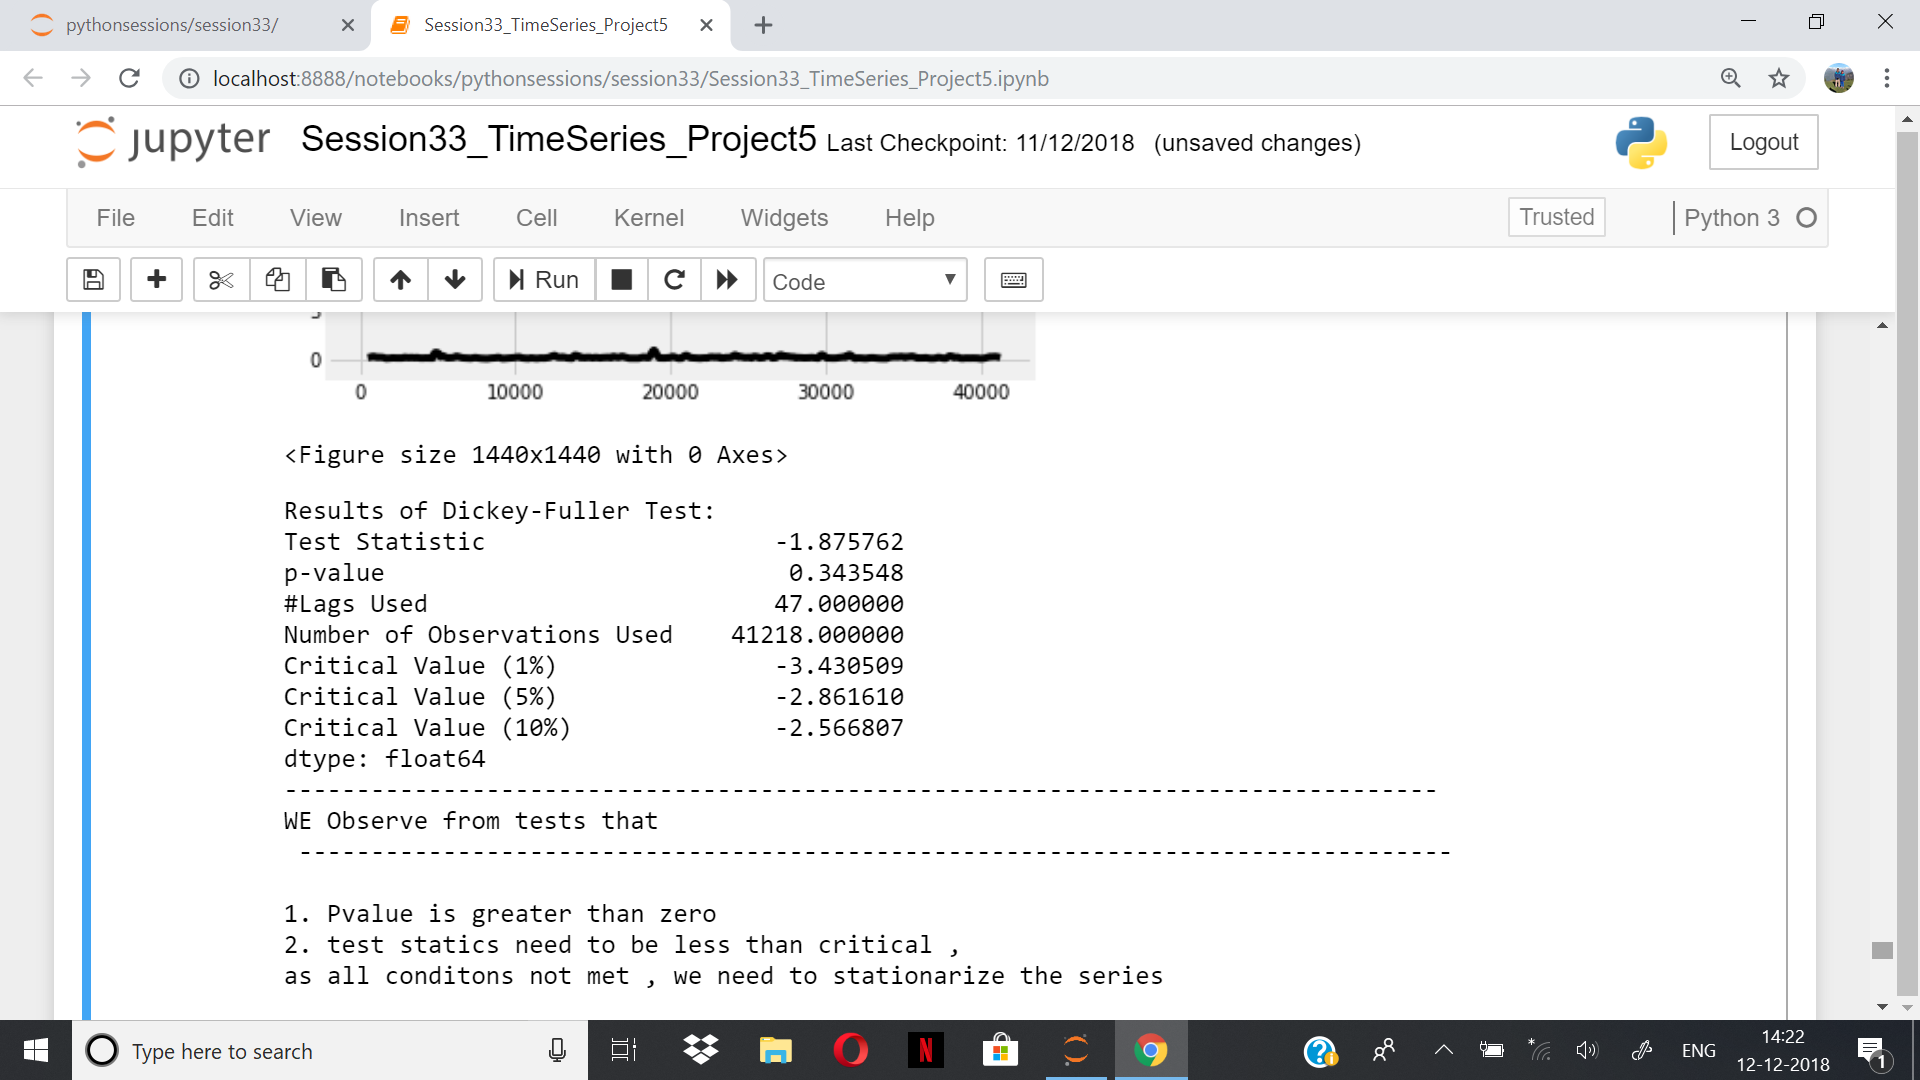 pythonsessions/session33/
Session33_TimeSeries_Project5
localhost:8888/notebooks/pythonsessions/session33/Session33_TimeSeries_Project5.ipynb
jupyter Session33_TimeSeries_Project5 Last Checkpoint: 11/12/2018 (unsaved changes)
Logout
File Edit View Insert Cell Kernel Widgets Help
Trusted
Python 3
Run
Code
0
0 10000 20000 30000 40000
<Figure size 1440x1440 with 0 Axes>
Results of Dickey-Fuller Test:
Test Statistic -1.875762
p-value 0.343548
#Lags Used 47.000000
Number of Observations Used 41218.000000
Critical Value (1%) -3.430509
Critical Value (5%) -2.861610
Critical Value (10%) -2.566807
dtype: float64
--------------------------------------------------------------------------------
WE Observe from tests that
--------------------------------------------------------------------------------
1. Pvalue is greater than zero
2. test statics need to be less than critical ,
as all conditons not met , we need to stationarize the series
Type here to search
N
ENG
14:22
12-12-2018
1